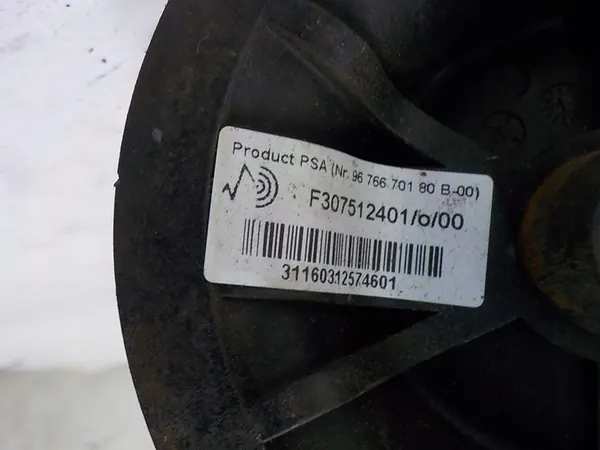 Product PSA (Nr. 96 766 701 80 B-00)
F307512401/o/00
31160312574601